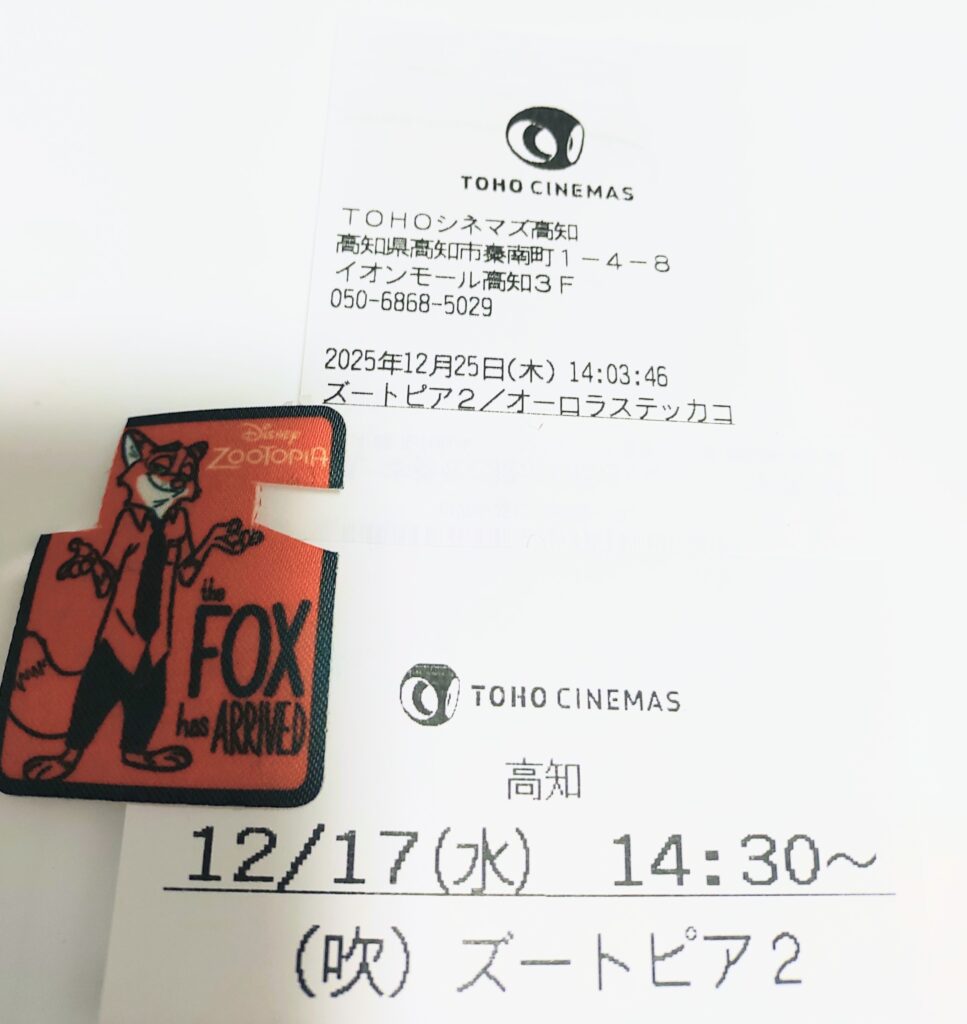 TOHO CINEMAS
TOHOシネマズ高知
高知県高知市秦南町1-4-8
イオンモール高知3F
050-6868-5029
2025年12月25日(木) 14:03:46
ズートピア2/オーロラステッカコ
Disney
ZOOTOPIA
the
FOX
has ARRIVED
TOHO CINEMAS
高知
12/17(水) 14:30~
(吹) ズートピア2